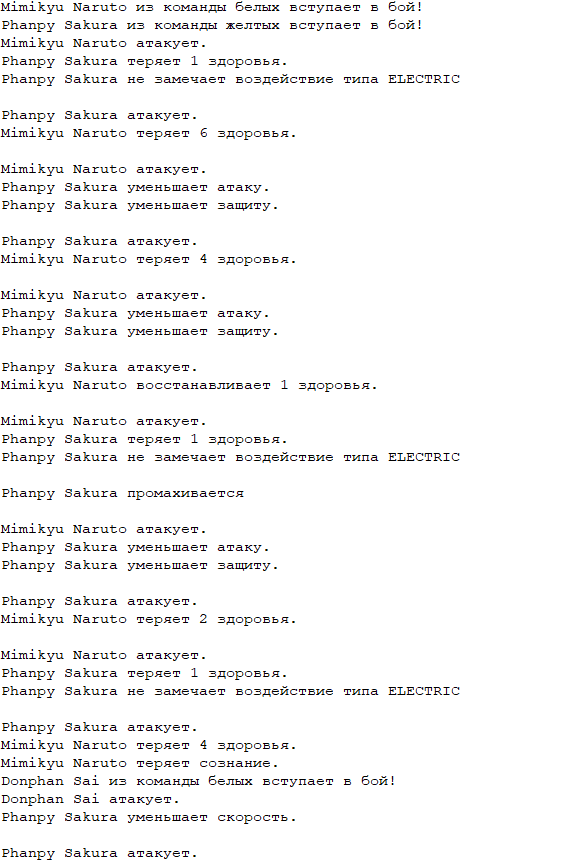 Mimikyu Naruto из команды белых вступает в бой!
Phanpy Sakura из команды желтых вступает в бой!
Mimikyu Naruto атакует.
Phanpy Sakura теряет 1 здоровья.
Phanpy Sakura не замечает воздействие типа ELECTRIC
Phanpy Sakura атакует.
Mimikyu Naruto теряет 6 здоровья.
Mimikyu Naruto атакует.
Phanpy Sakura уменьшает атаку.
Phanpy Sakura уменьшает защиту.
Phanpy Sakura атакует.
Mimikyu Naruto теряет 4 здоровья.
Mimikyu Naruto атакует.
Phanpy Sakura уменьшает атаку.
Phanpy Sakura уменьшает защиту.
Phanpy Sakura атакует.
Mimikyu Naruto восстанавливает 1 здоровья.
Mimikyu Naruto атакует.
Phanpy Sakura теряет 1 здоровья.
Phanpy Sakura не замечает воздействие типа ELECTRIC
Phanpy Sakura промахивается
Mimikyu Naruto атакует.
Phanpy Sakura уменьшает атаку.
Phanpy Sakura уменьшает защиту.
Phanpy Sakura атакует.
Mimikyu Naruto теряет 2 здоровья.
Mimikyu Naruto атакует.
Phanpy Sakura теряет 1 здоровья.
Phanpy Sakura не замечает воздействие типа ELECTRIC
Phanpy Sakura атакует.
Mimikyu Naruto теряет 4 здоровья.
Mimikyu Naruto теряет сознание.
Donphan Sai из команды белых вступает в бой!
Donphan Sai атакует.
Phanpy Sakura уменьшает скорость.
Phanpy Sakura атакует.